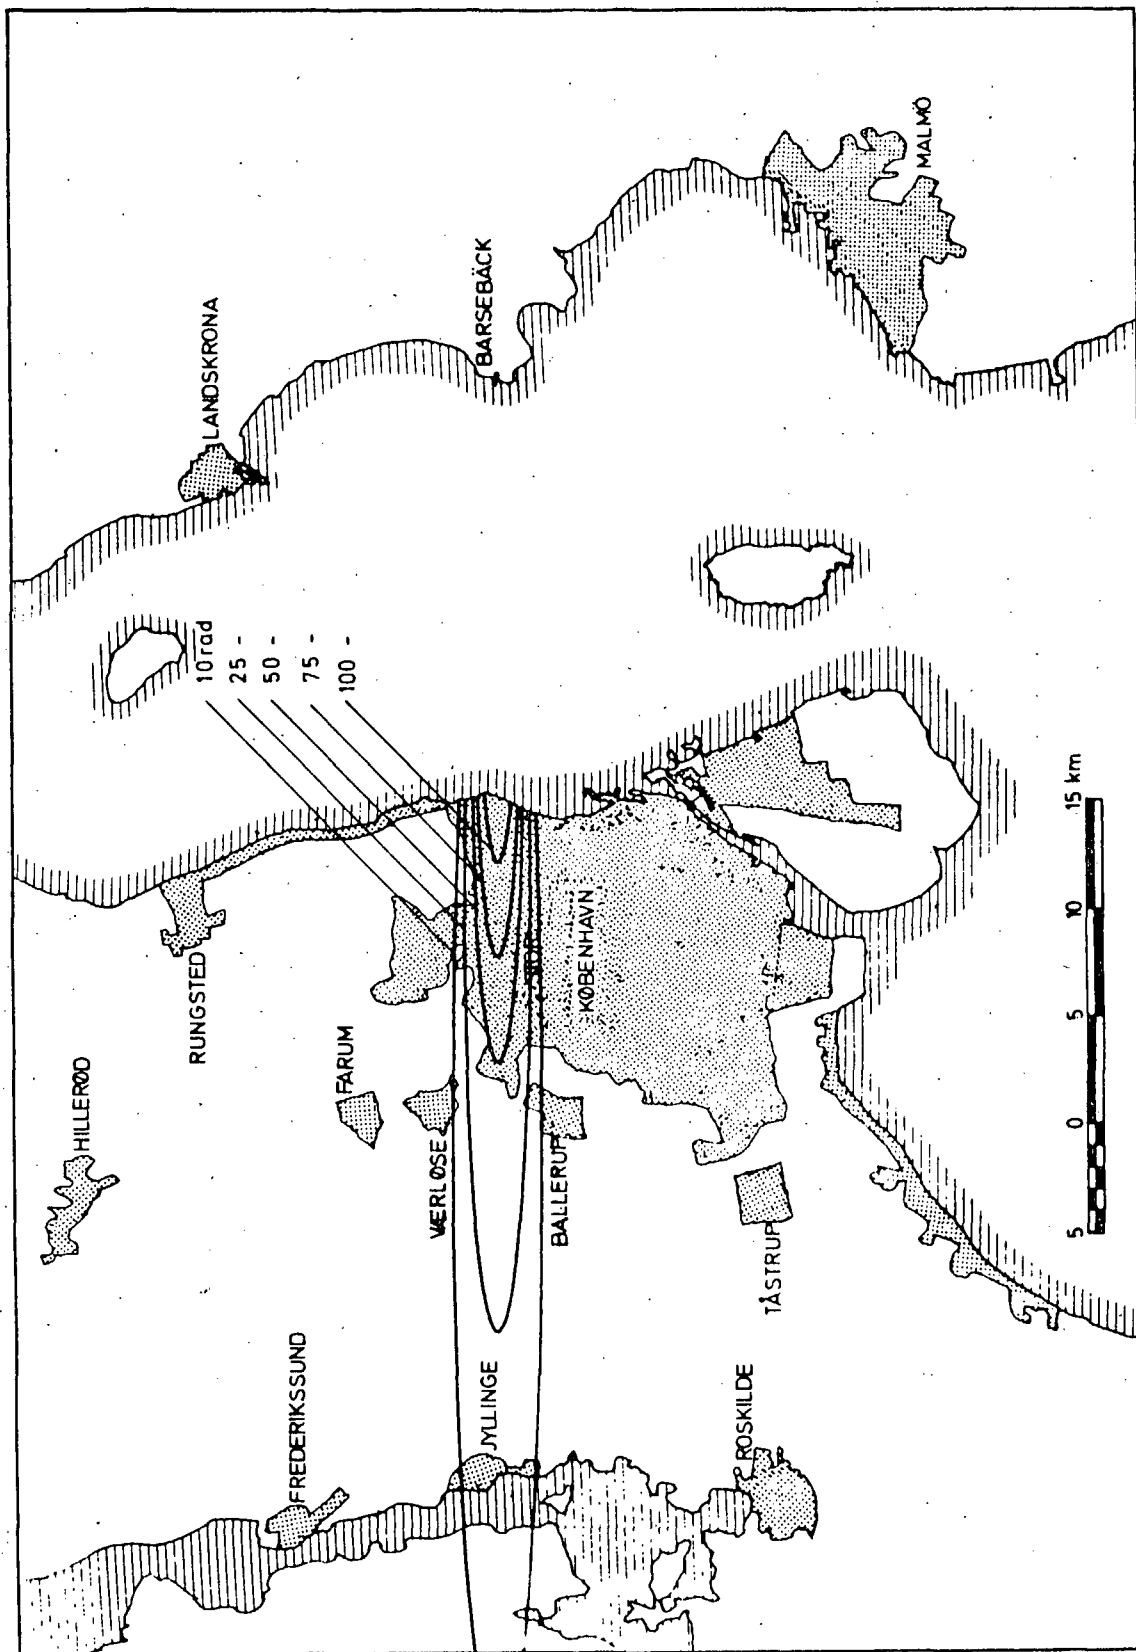 HILLERØD
LANDSKRONA
RUNGSTED
10 rad
25 -
50 -
75 -
100 -
FARUM
FREDERIKSSUND
VÆRLØSE
BARSEBÄCK
JYLLINGE
BALLERUP
KØBENHAVN
ROSKILDE
TÅSTRUP
MALMÖ
5 0 5 10 15 km